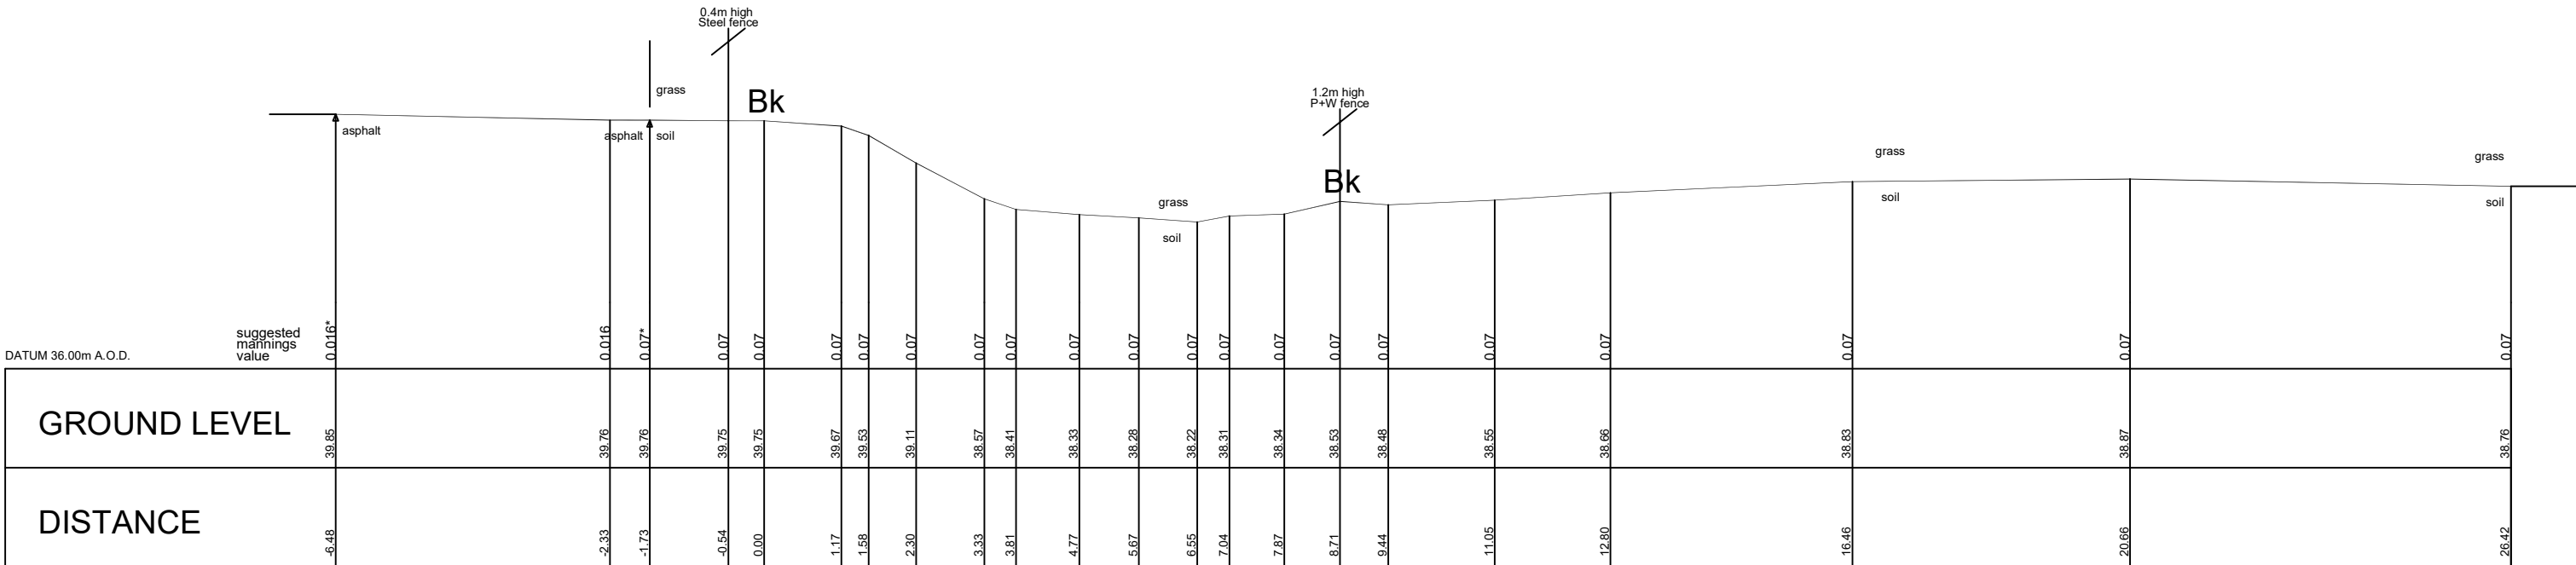 0.4m high
Steel fence
grass
Bk
1.2m high
P+W fence
asphalt
asphalt
soil
grass
grass
Bk
soil
grass
soil
soil
suggested
mannings
value
0.016* 0.016 0.07* 0.07 0.07 0.07 0.07 0.07 0.07 0.07 0.07 0.07 0.07 0.07 0.07 0.07 0.07 0.07 0.07 0.07 0.07 0.07
DATUM 36.00m A.O.D.
GROUND LEVEL
39.85 39.76 39.76 39.75 39.75 39.67 39.53 39.11 38.57 38.41 38.33 38.28 38.22 38.31 38.34 38.53 38.48 38.55 38.66 38.83 38.87 38.76
DISTANCE
-6.48 -2.33 -1.73 -0.54 0.00 1.17 1.58 2.30 3.33 3.81 4.77 5.67 6.55 7.04 7.87 8.71 9.44 11.05 12.80 16.46 20.66 26.42